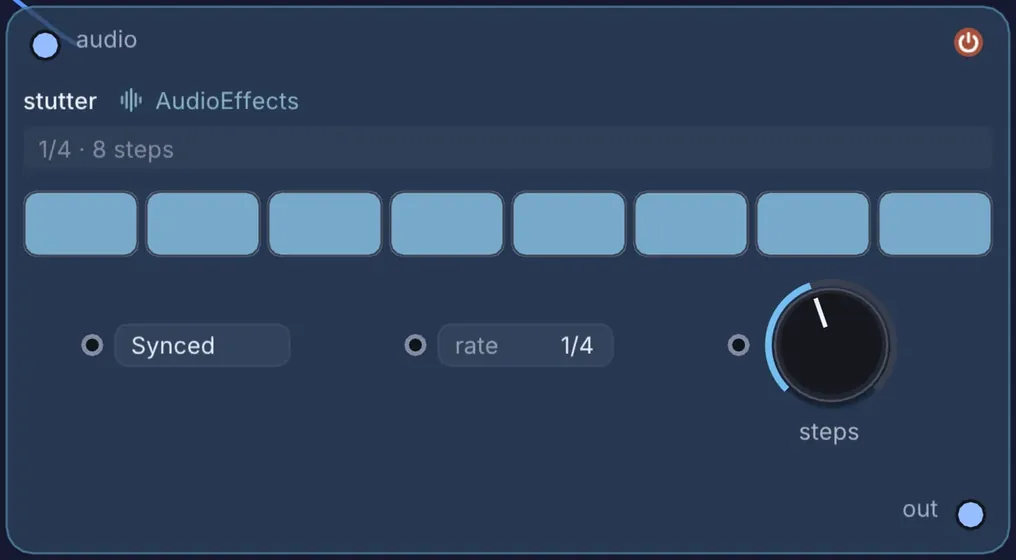 audio
stutter AudioEffects
1/4 · 8 steps
Synced rate 1/4
steps
out